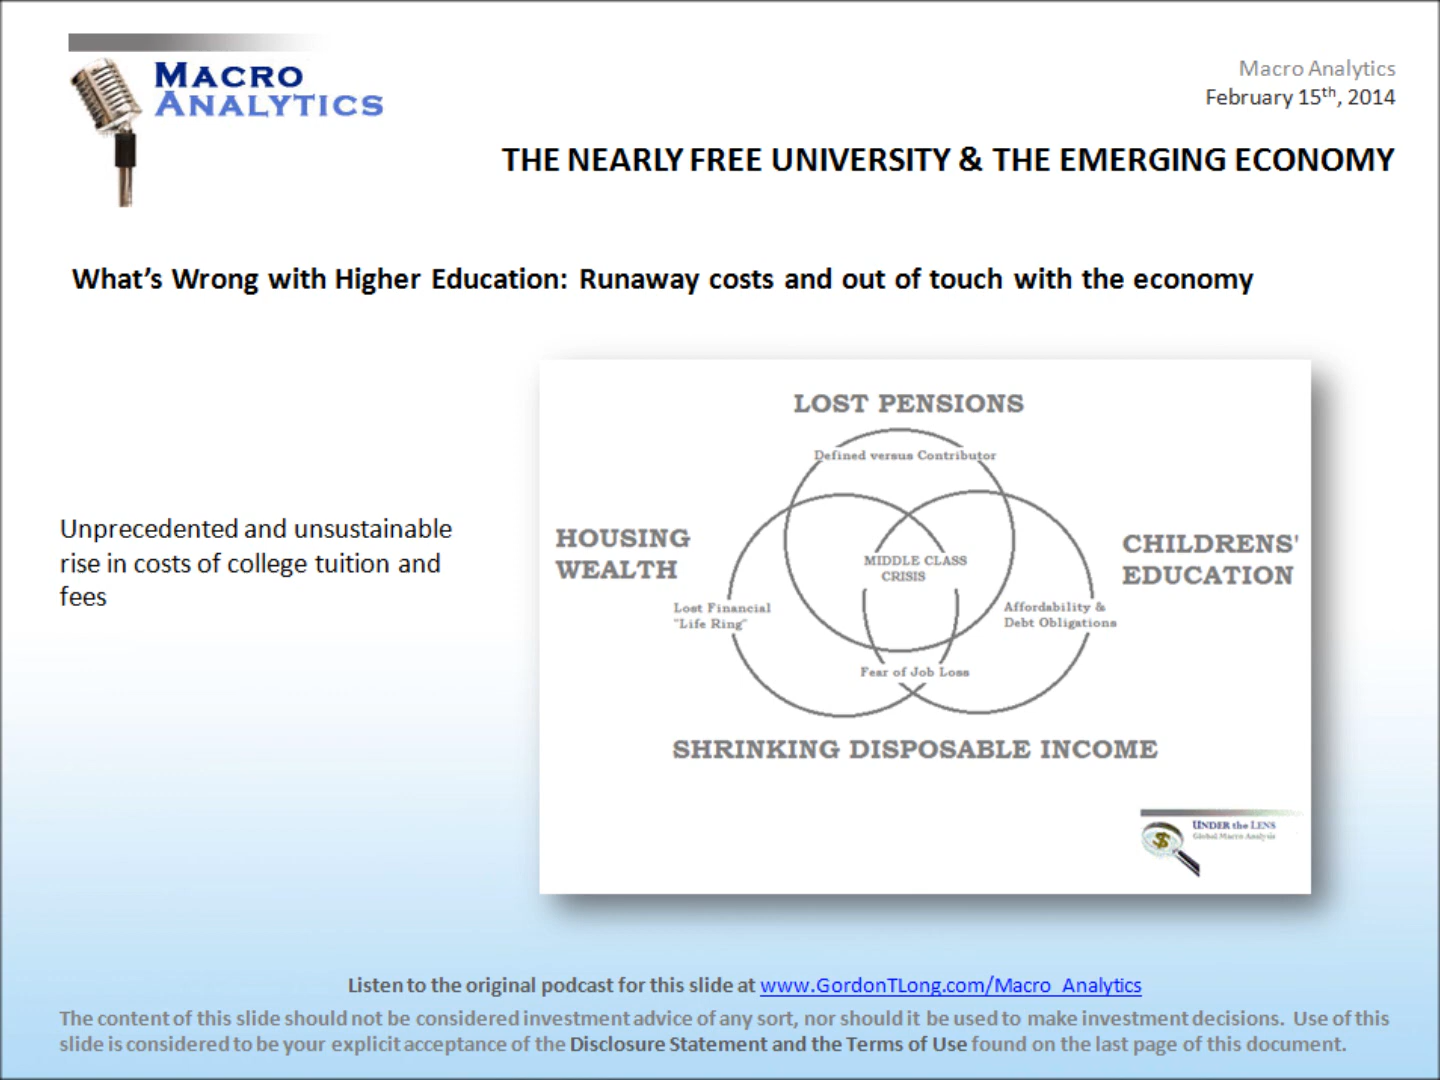 MACRO
ANALYTICS
Macro Analytics
February 15th, 2014
THE NEARLY FREE UNIVERSITY & THE EMERGING ECONOMY
What's Wrong with Higher Education: Runaway costs and out of touch with the economy
Unprecedented and unsustainable
rise in costs of college tuition and
fees
LOST PENSIONS
Defined versus Contributor
HOUSING
WEALTH
CHILDRENS'
EDUCATION
MIDDLE CLASS
CRISIS
Lost Financial
"Life Ring"
Affordability &
Debt Obligations
Fear of Job Loss
SHRINKING DISPOSABLE INCOME
UNDER the LENS
Global Macro Analysis
Listen to the original podcast for this slide at www.GordonTLong.com/Macro_Analytics
The content of this slide should not be considered investment advice of any sort, nor should it be used to make investment decisions. Use of this
slide is considered to be your explicit acceptance of the Disclosure Statement and the Terms of Use found on the last page of this document.